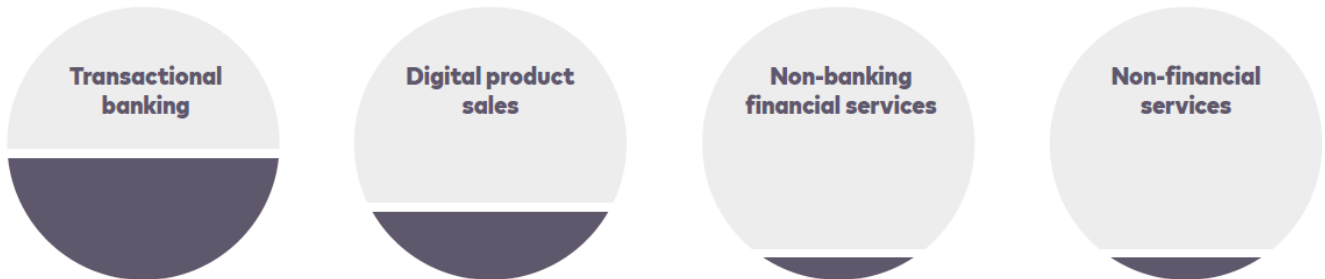 Transactional
banking
Digital product
sales
Non-banking
financial services
Non-financial
services